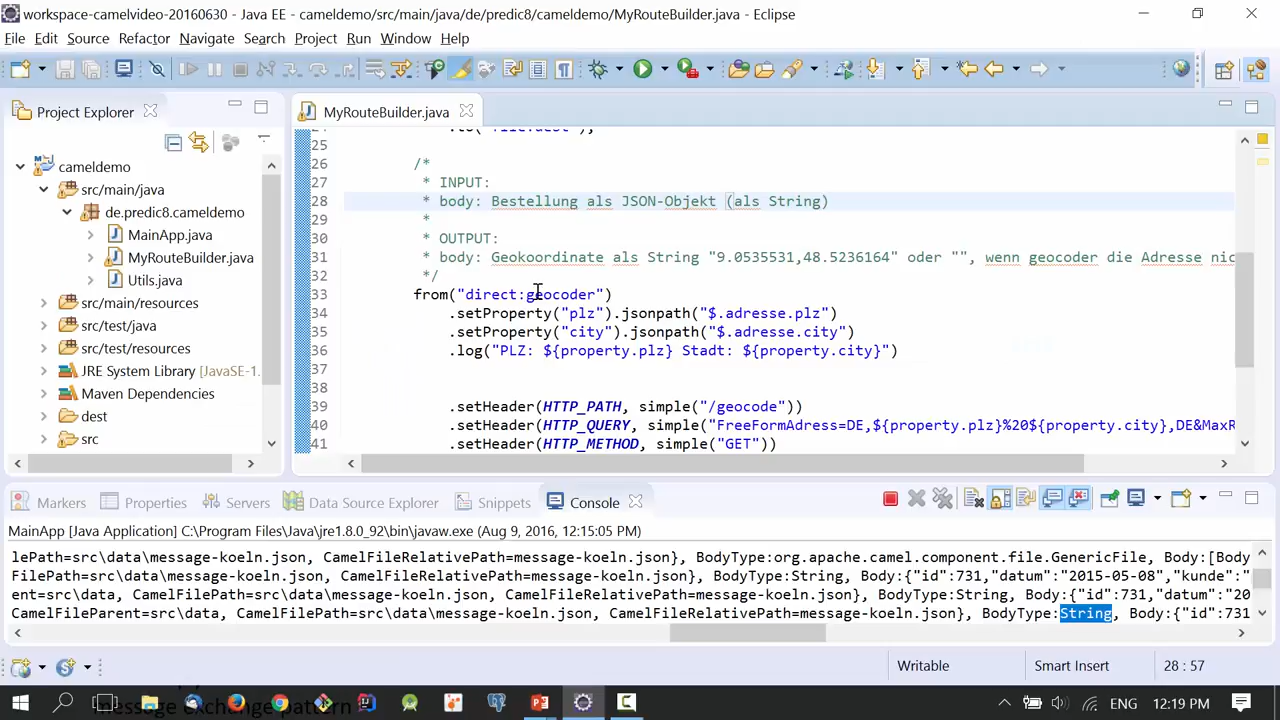 workspace-camelvideo-20160630 - Java EE - cameldemo/src/main/java/de/predic8/cameldemo/MyRouteBuilder.java - Eclipse
File Edit Source Refactor Navigate Search Project Run Window Help
Project Explorer
MyRouteBuilder.java
cameldemo
src/main/java
de.predic8.cameldemo
MainApp.java
MyRouteBuilder.java
Utils.java
src/main/resources
src/test/java
src/test/resources
JRE System Library [JavaSE-1.
Maven Dependencies
dest
src
24
25
26 /*
27 * INPUT:
28 * body: Bestellung als JSON-Objekt (als String)
29 *
30 * OUTPUT:
31 * body: Geokoordinate als String "9.0535531,48.5236164" oder "", wenn geocoder die Adresse nic
32 */
33 from("direct:geocoder")
34 .setProperty("plz").jsonpath("$.adresse.plz")
35 .setProperty("city").jsonpath("$.adresse.city")
36 .log("PLZ: ${property.plz} Stadt: ${property.city}")
37
38
39 .setHeader(HTTP_PATH, simple("/geocode"))
40 .setHeader(HTTP_QUERY, simple("FreeFormAdress=DE,${property.plz}%20${property.city},DE&MaxR
41 .setHeader(HTTP_METHOD, simple("GET"))
Markers Properties Servers Data Source Explorer Snippets Console
MainApp [Java Application] C:\Program Files\Java\jre1.8.0_92\bin\javaw.exe (Aug 9, 2016, 12:15:05 PM)
lePath=src\data\message-koeln.json, CamelFileRelativePath=message-koeln.json}, BodyType:org.apache.camel.component.file.GenericFile, Body:[Body
FilePath=src\data\message-koeln.json, CamelFileRelativePath=message-koeln.json}, BodyType:String, Body:{"id":731,"datum":"2015-05-08","kunde":"
ent=src\data, CamelFilePath=src\data\message-koeln.json, CamelFileRelativePath=message-koeln.json}, BodyType:String, Body:{"id":731,"datum":"20
CamelFileParent=src\data, CamelFilePath=src\data\message-koeln.json, CamelFileRelativePath=message-koeln.json}, BodyType:String, Body:{"id":731
Writable Smart Insert 28 : 57
message exchange pattern
ENG 12:19 PM